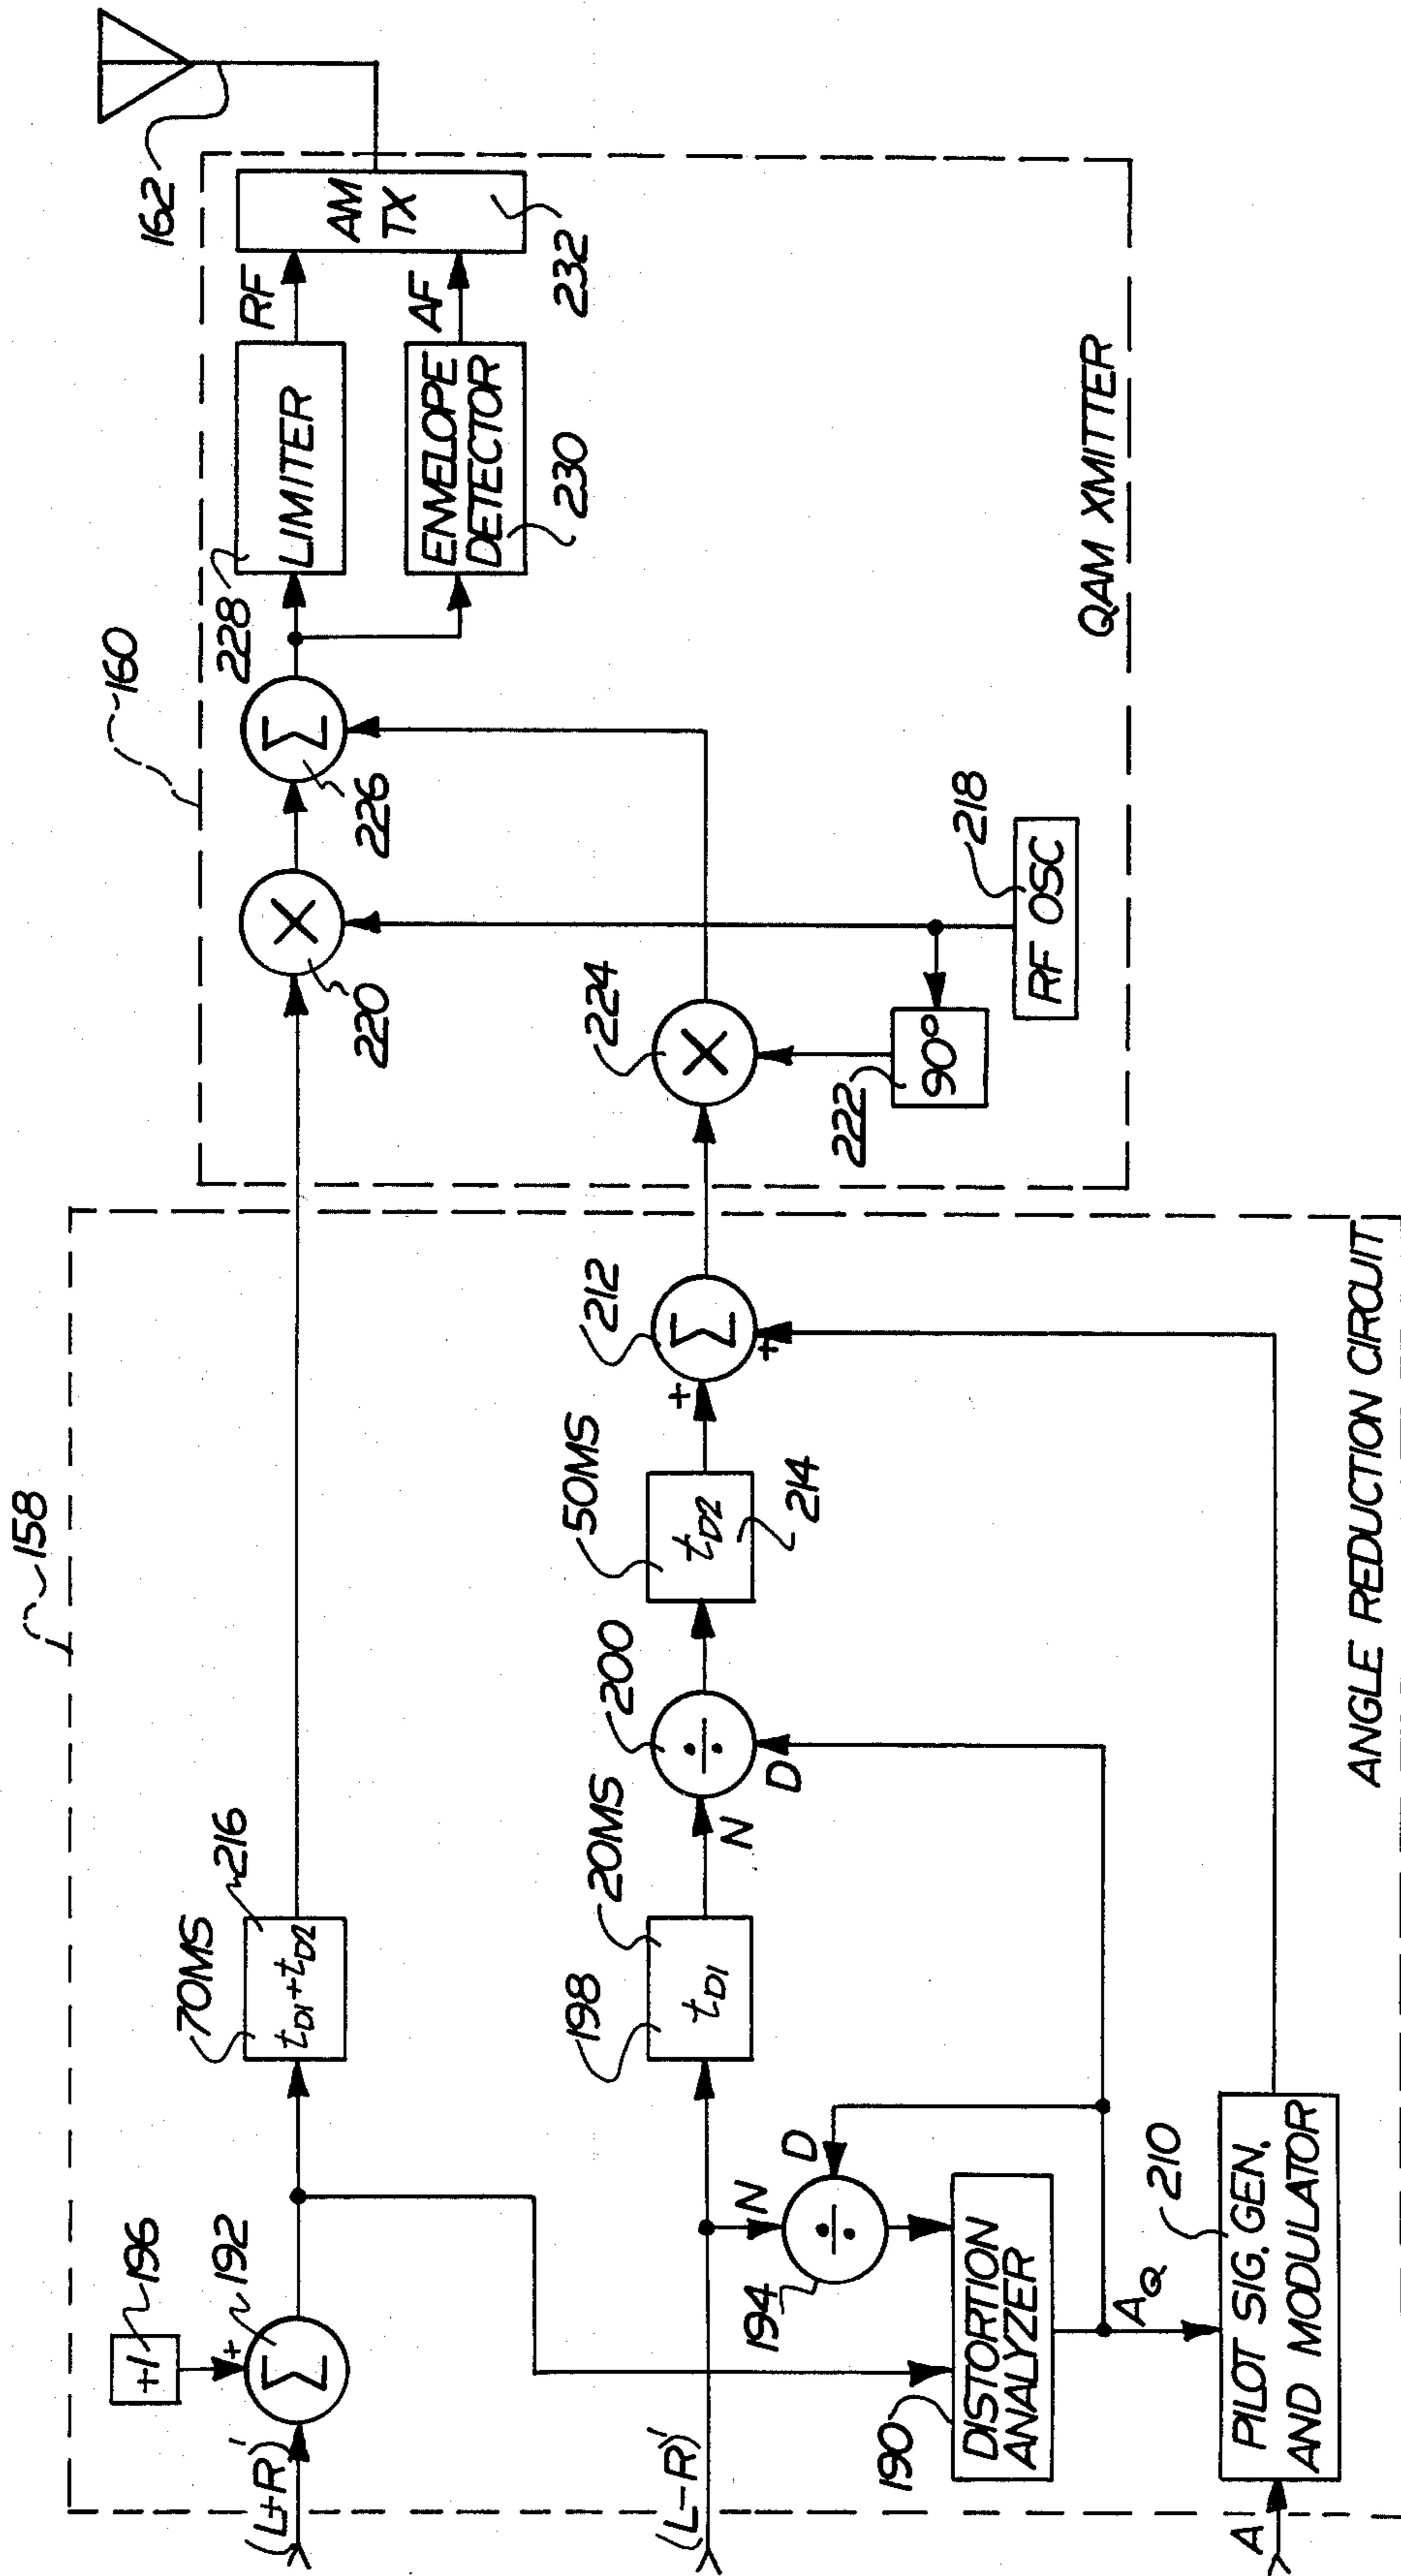 158
ANGLE REDUCTION CIRCUIT
(L+R)'
+1
196
+
Σ
192
70MS
216
tD1+tD2
(L-R)'
N
D
÷
194
198
20MS
tD1
N
D
÷
200
50MS
tD2
214
+
+
Σ
212
190
DISTORTION
ANALYZER
AQ
A
210
PILOT SIG. GEN.
AND MODULATOR
160
QAM XMITTER
×
220
×
224
222
90°
218
RF OSC
Σ
226
228
LIMITER
RF
ENVELOPE
DETECTOR
230
AF
AM
TX
232
162